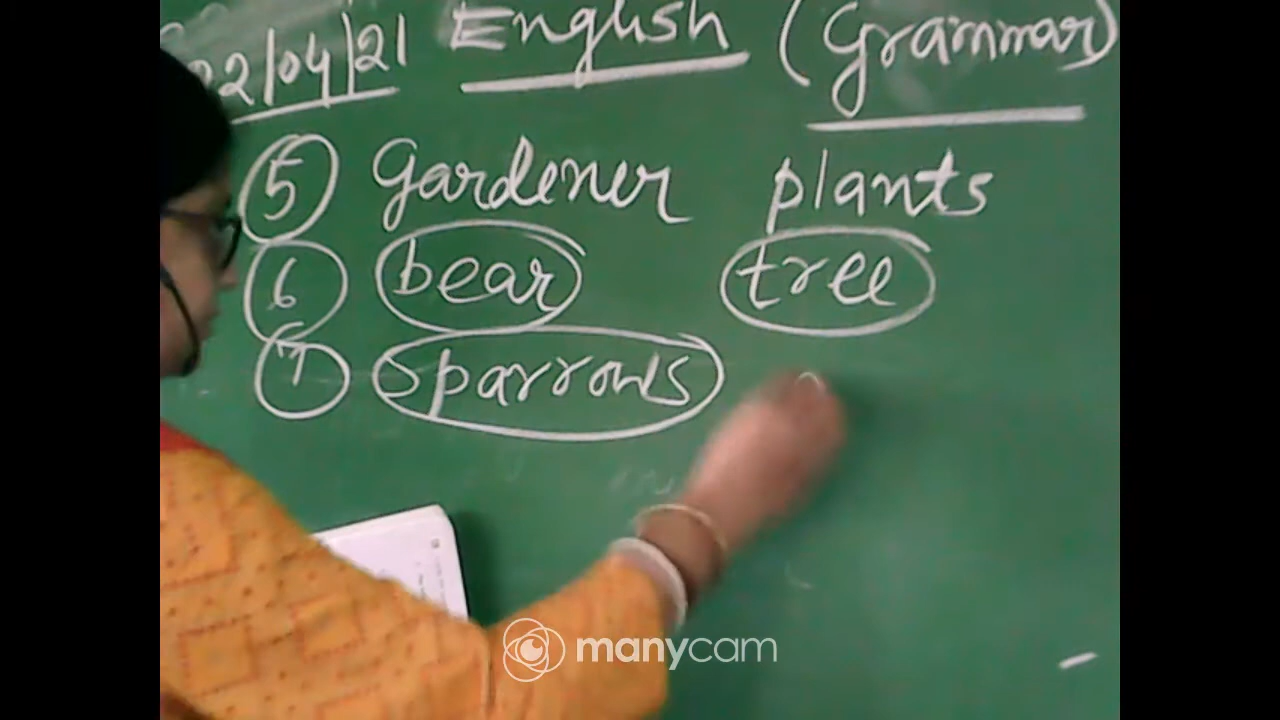 22/04/21 English (Grammar)
5 Gardener plants
6 bear tree
7 Sparrows
manycam